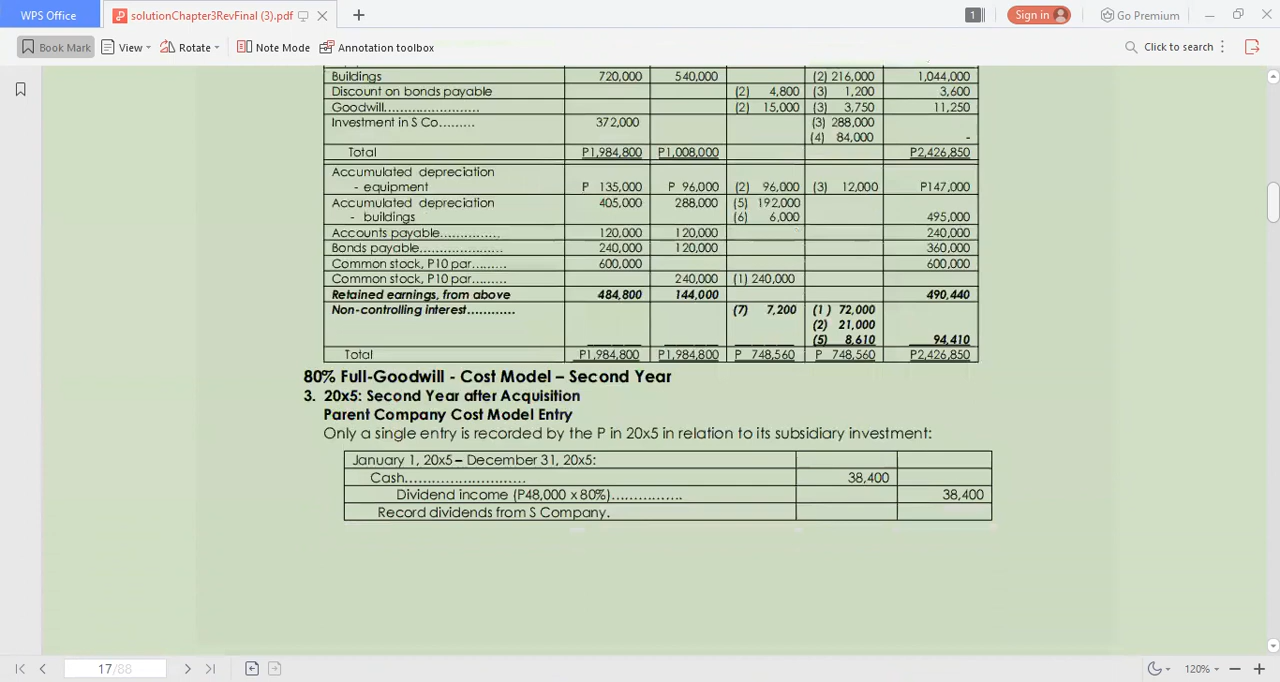 WPS Office
solutionChapter3RevFinal (3).pdf
1
Sign in
Go Premium
Book Mark
View
Rotate
Note Mode
Annotation toolbox
Click to search
Buildings 720,000 540,000 (2) 216,000 1,044,000
Discount on bonds payable (2) 4,800 (3) 1,200 3,600
Goodwill........................ (2) 15,000 (3) 3,750 11,250
Investment in S Co......... 372,000 (3) 288,000
(4) 84,000 -
Total P1,984,800 P1,008,000 P2,426,850
Accumulated depreciation
- equipment P 135,000 P 96,000 (2) 96,000 (3) 12,000 P147,000
Accumulated depreciation 405,000 288,000 (5) 192,000
- buildings (6) 6,000 495,000
Accounts payable............... 120,000 120,000 240,000
Bonds payable..................... 240,000 120,000 360,000
Common stock, P10 par......... 600,000 600,000
Common stock, P10 par......... 240,000 (1) 240,000
Retained earnings, from above 484,800 144,000 490,440
Non-controlling interest............ (7) 7,200 (1 ) 72,000
(2) 21,000
(5) 8,610 94,410
Total P1,984,800 P1,984,800 P 748,560 P 748,560 P2,426,850
80% Full-Goodwill - Cost Model – Second Year
3. 20x5: Second Year after Acquisition
Parent Company Cost Model Entry
Only a single entry is recorded by the P in 20x5 in relation to its subsidiary investment:
January 1, 20x5 – December 31, 20x5:
Cash............................ 38,400
Dividend income (P48,000 x 80%)................ 38,400
Record dividends from S Company.
17/88
120%